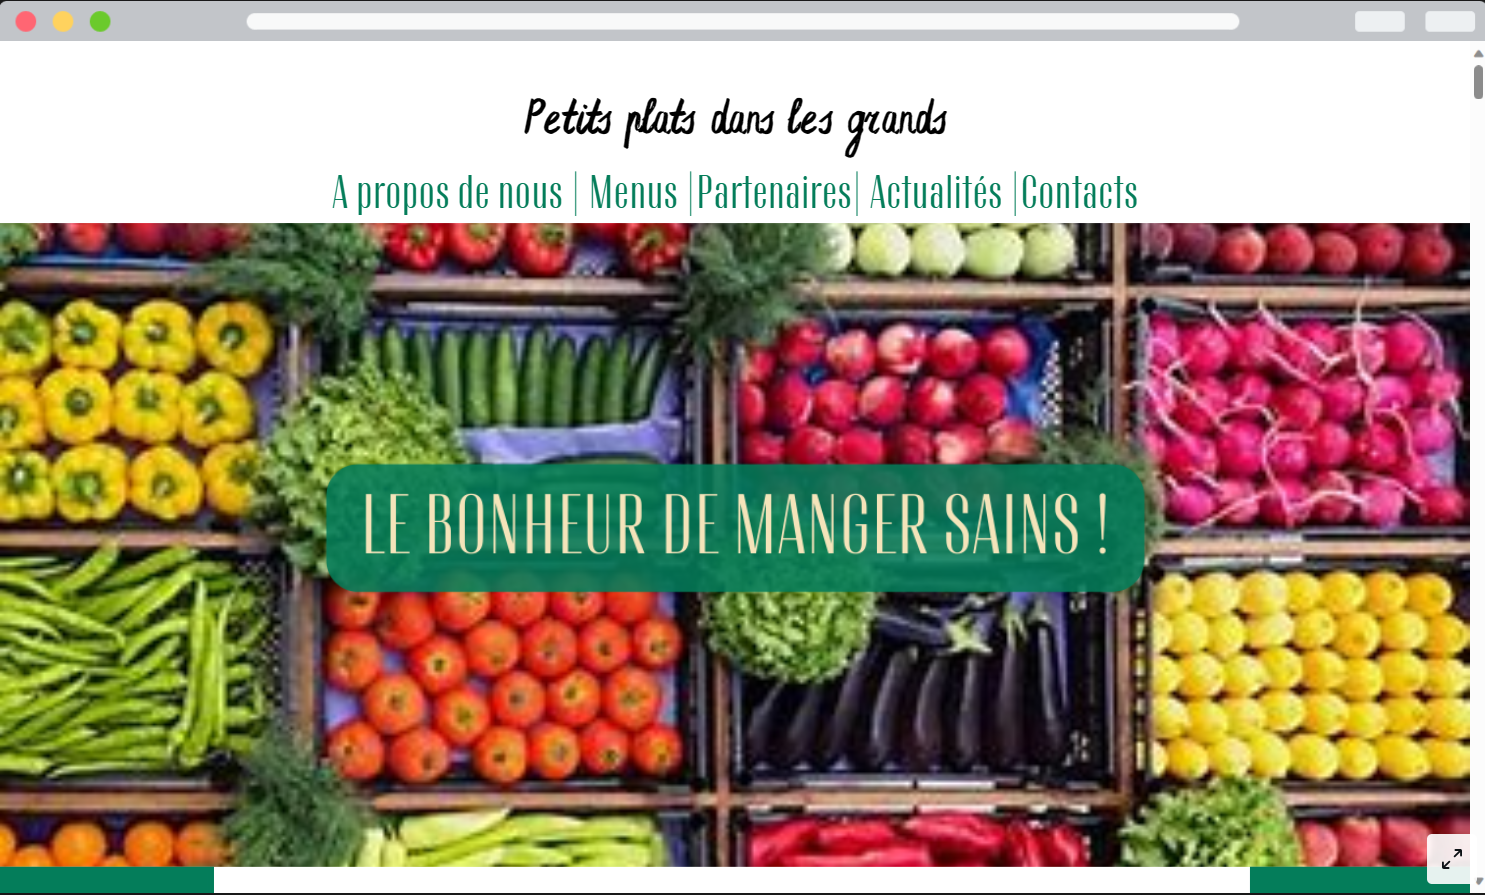 Petits plats dans les grands
A propos de nous | Menus |Partenaires| Actualités |Contacts
LE BONHEUR DE MANGER SAINS !